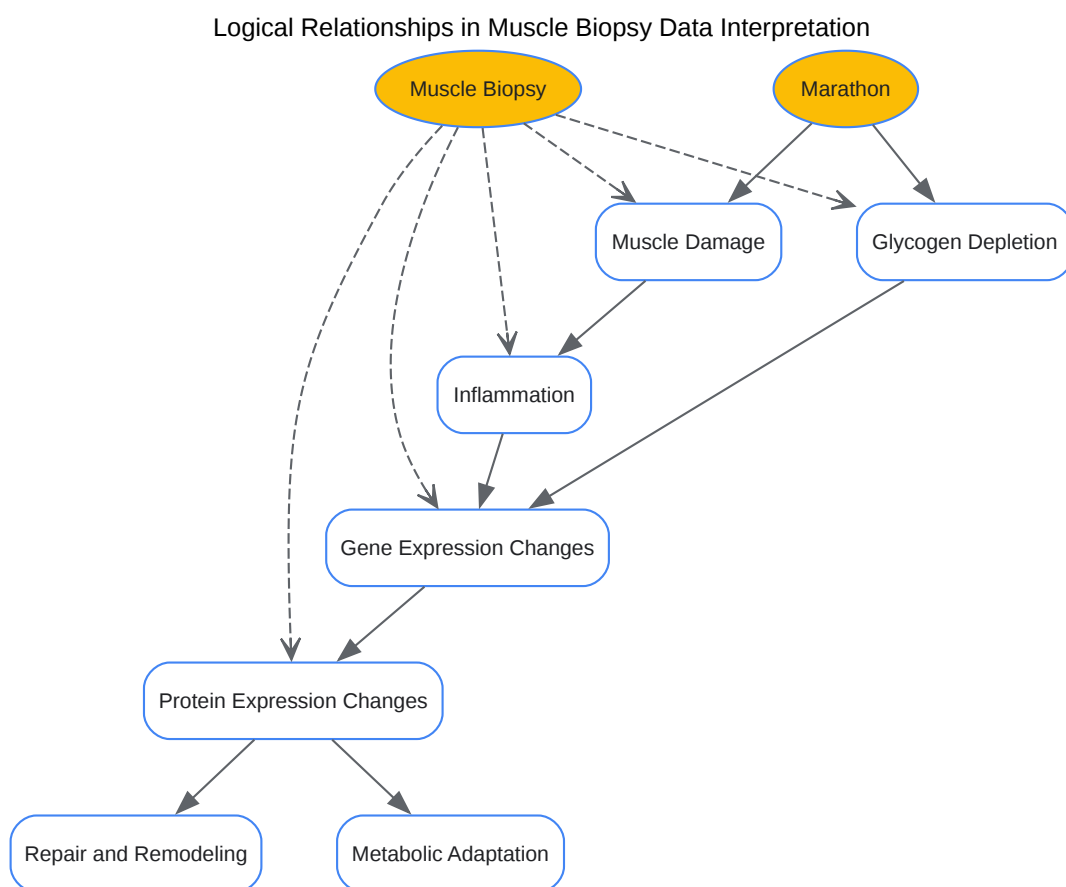 Logical Relationships in Muscle Biopsy Data Interpretation
Muscle Biopsy
Marathon
Muscle Damage
Glycogen Depletion
Inflammation
Gene Expression Changes
Protein Expression Changes
Repair and Remodeling
Metabolic Adaptation